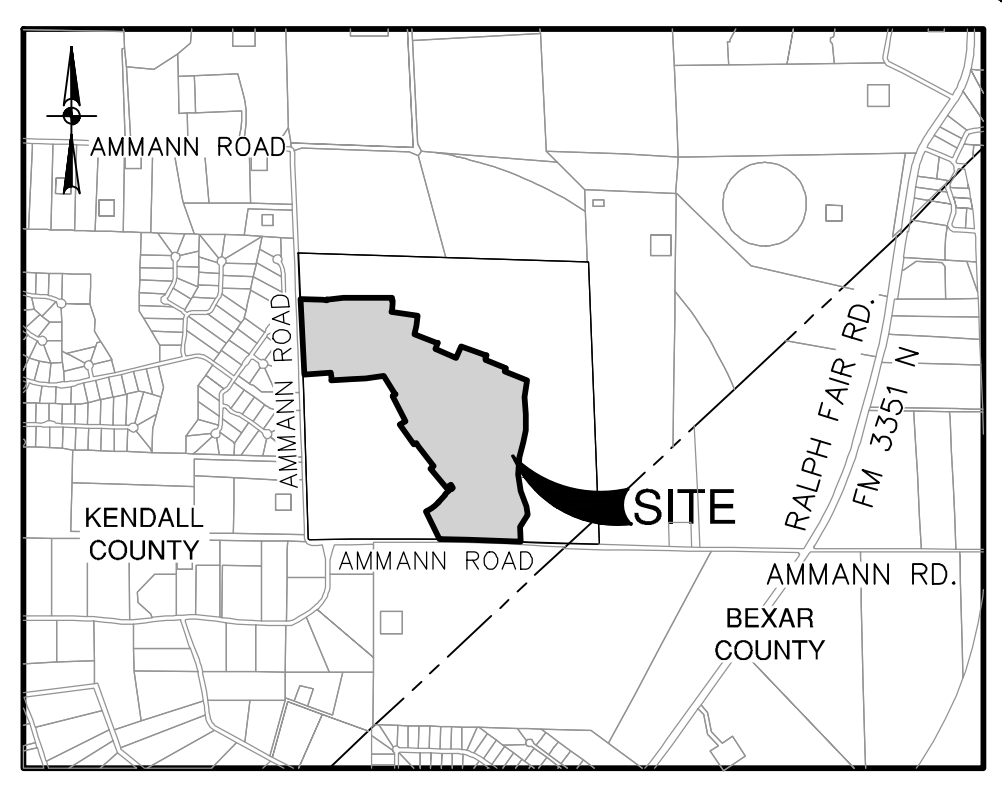 AMMANN ROAD
AMMANN ROAD
RALPH FAIR RD.
FM 3351 N
SITE
KENDALL
COUNTY
AMMANN ROAD
AMMANN RD.
BEXAR
COUNTY